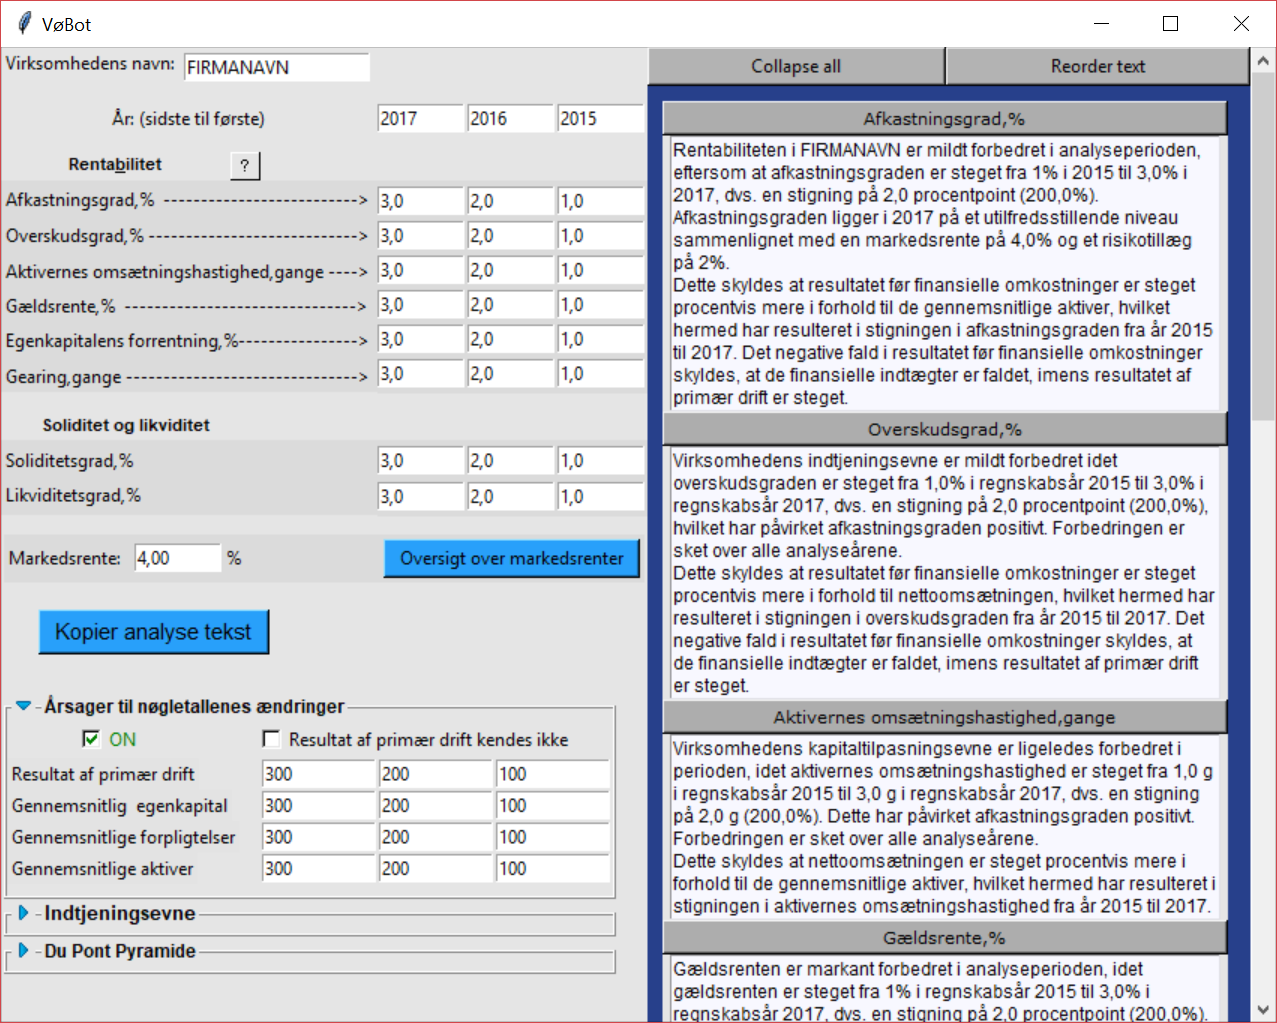 VøBot
Virksomhedens navn: FIRMANAVN
År: (sidste til første) 2017 2016 2015
Rentabilitet ?
Afkastningsgrad,% ----------------------------> 3,0 2,0 1,0
Overskudsgrad,% ------------------------------> 3,0 2,0 1,0
Aktivernes omsætningshastighed,gange ----> 3,0 2,0 1,0
Gældsrente,% --------------------------------> 3,0 2,0 1,0
Egenkapitalens forrentning,%-----------------> 3,0 2,0 1,0
Gearing,gange --------------------------------> 3,0 2,0 1,0
Soliditet og likviditet
Soliditetsgrad,% 3,0 2,0 1,0
Likviditetsgrad,% 3,0 2,0 1,0
Markedsrente: 4,00 % Oversigt over markedsrenter
Kopier analyse tekst
Årsager til nøgletallenes ændringer
ON Resultat af primær drift kendes ikke
Resultat af primær drift 300 200 100
Gennemsnitlig egenkapital 300 200 100
Gennemsnitlige forpligtelser 300 200 100
Gennemsnitlige aktiver 300 200 100
Indtjeningsevne
Du Pont Pyramide
Collapse all Reorder text
Afkastningsgrad,%
Rentabiliteten i FIRMANAVN er mildt forbedret i analyseperioden,
eftersom at afkastningsgraden er steget fra 1% i 2015 til 3,0% i
2017, dvs. en stigning på 2,0 procentpoint (200,0%).
Afkastningsgraden ligger i 2017 på et utilfredsstillende niveau
sammenlignet med en markedsrente på 4,0% og et risikotillæg
på 2%.
Dette skyldes at resultatet før finansielle omkostninger er steget
procentvis mere i forhold til de gennemsnitlige aktiver, hvilket
hermed har resulteret i stigningen i afkastningsgraden fra år 2015
til 2017. Det negative fald i resultatet før finansielle omkostninger
skyldes, at de finansielle indtægter er faldet, imens resultatet af
primær drift er steget.
Overskudsgrad,%
Virksomhedens indtjeningsevne er mildt forbedret idet
overskudsgraden er steget fra 1,0% i regnskabsår 2015 til 3,0% i
regnskabsår 2017, dvs. en stigning på 2,0 procentpoint (200,0%),
hvilket har påvirket afkastningsgraden positivt. Forbedringen er
sket over alle analyseårene.
Dette skyldes at resultatet før finansielle omkostninger er steget
procentvis mere i forhold til nettoomsætningen, hvilket hermed har
resulteret i stigningen i overskudsgraden fra år 2015 til 2017. Det
negative fald i resultatet før finansielle omkostninger skyldes, at
de finansielle indtægter er faldet, imens resultatet af primær drift
er steget.
Aktivernes omsætningshastighed,gange
Virksomhedens kapitaltilpasningsevne er ligeledes forbedret i
perioden, idet aktivernes omsætningshastighed er steget fra 1,0 g
i regnskabsår 2015 til 3,0 g i regnskabsår 2017, dvs. en stigning
på 2,0 g (200,0%). Dette har påvirket afkastningsgraden positivt.
Forbedringen er sket over alle analyseårene.
Dette skyldes at nettoomsætningen er steget procentvis mere i
forhold til de gennemsnitlige aktiver, hvilket hermed har resulteret i
stigningen i aktivernes omsætningshastighed fra år 2015 til 2017.
Gældsrente,%
Gældsrenten er markant forbedret i analyseperioden, idet
gældsrenten er steget fra 1% i regnskabsår 2015 til 3,0% i
regnskabsår 2017, dvs. en stigning på 2,0 procentpoint (200,0%).